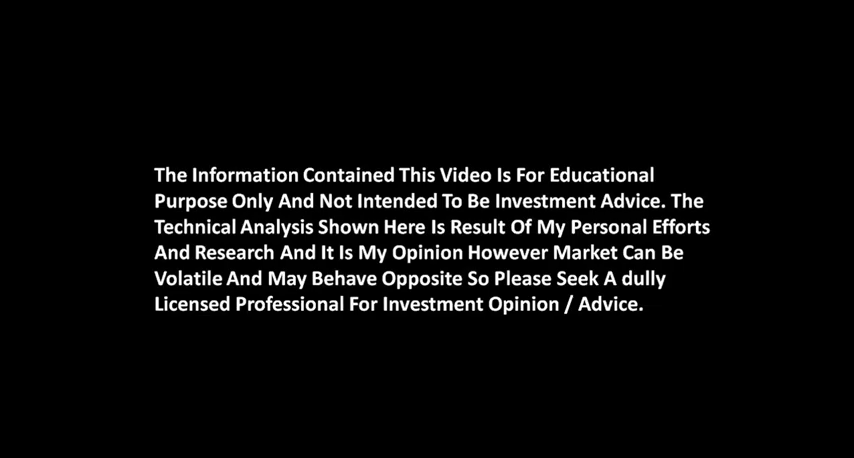 The Information Contained This Video Is For Educational
Purpose Only And Not Intended To Be Investment Advice. The
Technical Analysis Shown Here Is Result Of My Personal Efforts
And Research And It Is My Opinion However Market Can Be
Volatile And May Behave Opposite So Please Seek A dully
Licensed Professional For Investment Opinion / Advice.